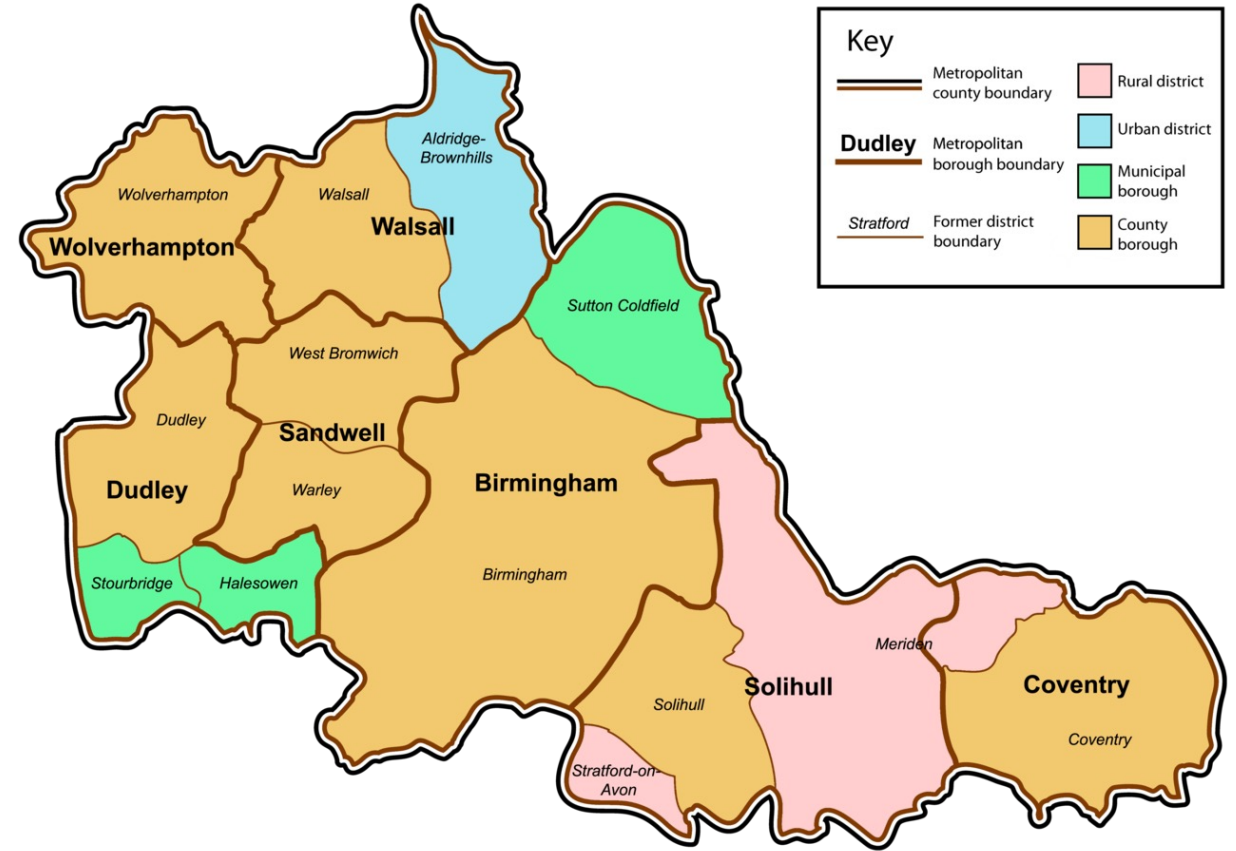 Key
Metropolitan
county boundary
Dudley
Metropolitan
borough boundary
Stratford
Former district
boundary
Rural district
Urban district
Municipal
borough
County
borough
Aldridge-
Brownhills
Wolverhampton
Walsall
Walsall
Wolverhampton
Sutton Coldfield
West Bromwich
Dudley
Sandwell
Dudley
Warley
Birmingham
Stourbridge
Halesowen
Birmingham
Meriden
Solihull
Coventry
Solihull
Coventry
Stratford-on-
Avon